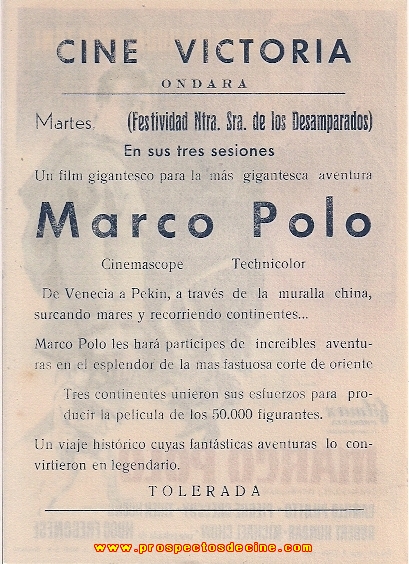 CINE VICTORIA
ONDARA
Martes. (Festividad Ntra. Sra. de los Desamparados)
En sus tres sesiones
Un film gigantesco para la más gigantesca aventura
Marco Polo
Cinemascope Technicolor
De Venecia a Pekin, a través de la muralla china,
surcando mares y recorriendo continentes...
Marco Polo les hará partícipes de increíbles aventu-
ras en el esplendor de la mas fastuosa corte de oriente
Tres continentes unieron sus esfuerzos para pro-
ducir la película de los 50.000 figurantes.
Un viaje histórico cuyas fantásticas aventuras lo con-
virtieron en legendario.
TOLERADA
www.prospectosdecine.com